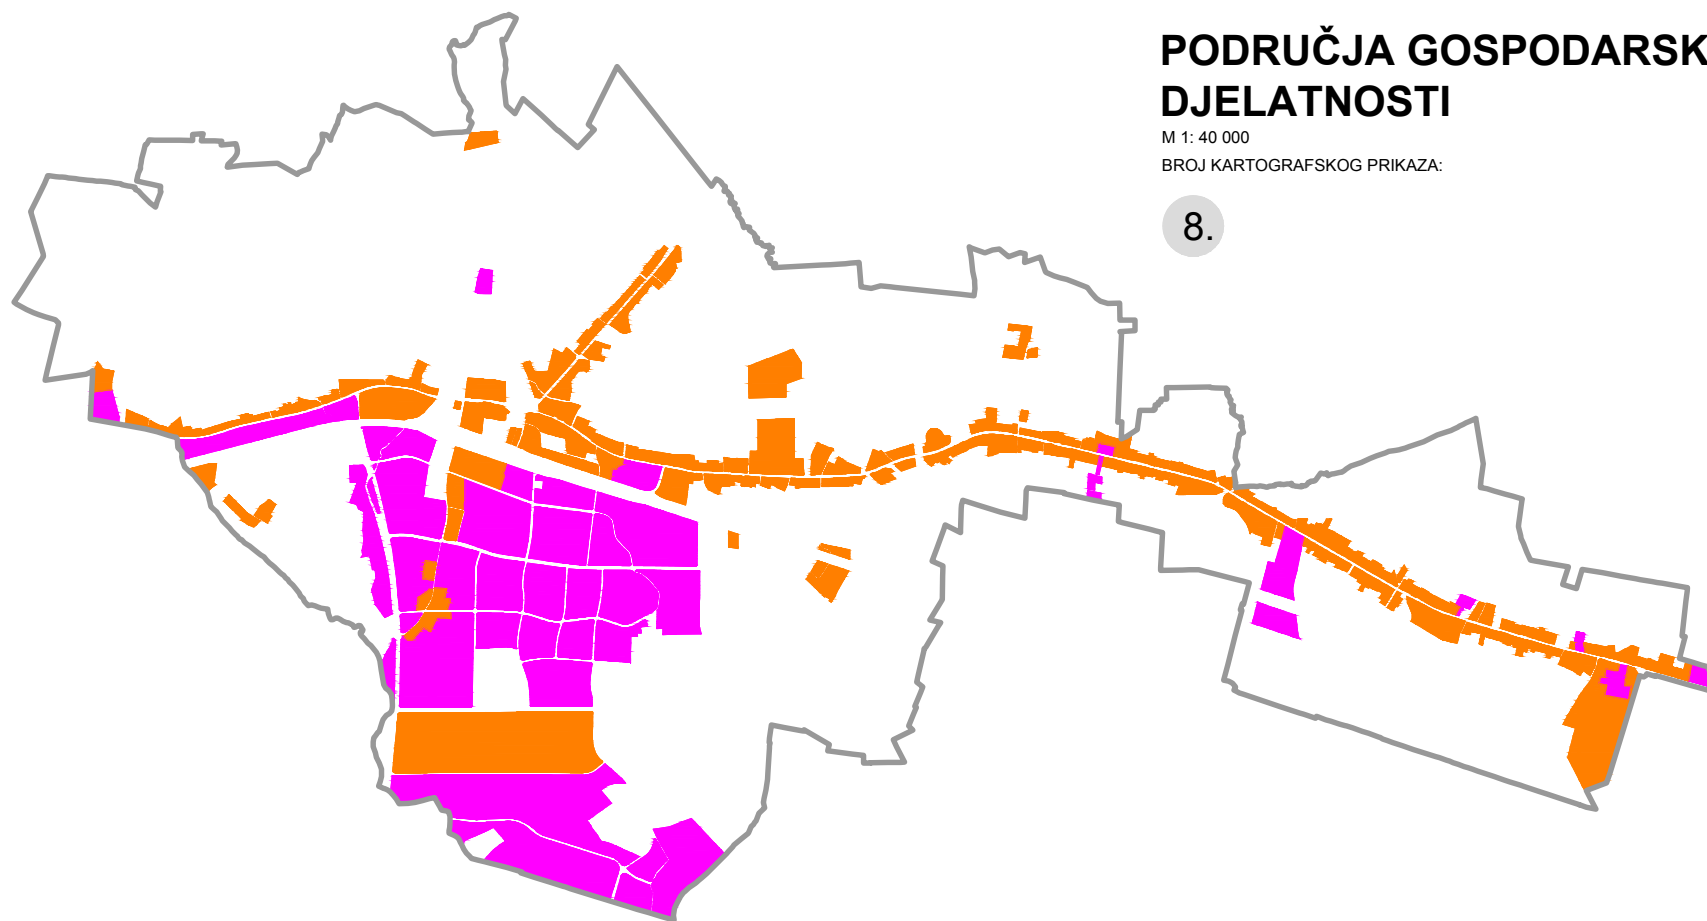 PODRUČJA GOSPODARSK
DJELATNOSTI
M 1: 40 000
BROJ KARTOGRAFSKOG PRIKAZA:
8.